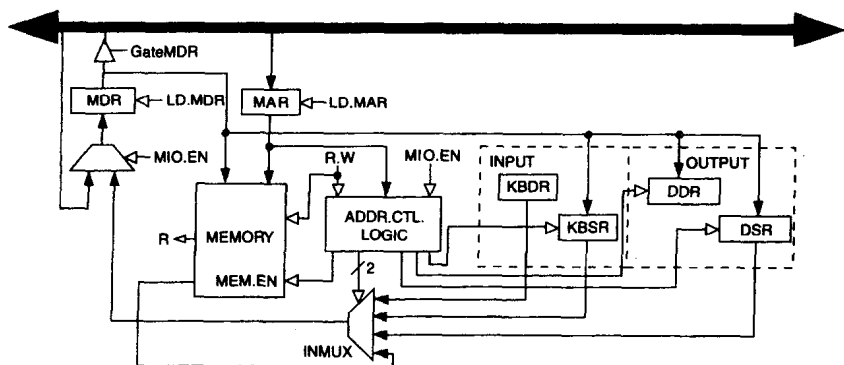 GateMDR
MDR
LD.MDR
MAR
LD.MAR
MIO.EN
R.W
MIO.EN
INPUT
OUTPUT
KBDR
DDR
ADDR.CTL.
LOGIC
KBSR
DSR
R
MEMORY
MEM.EN
2
INMUX